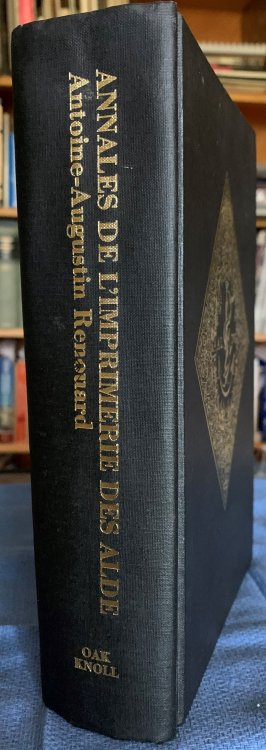 ANNALES DE L'IMPRIMERIE DES ALDE
Antoine-Augustin Renouard
OAK
KNOLL